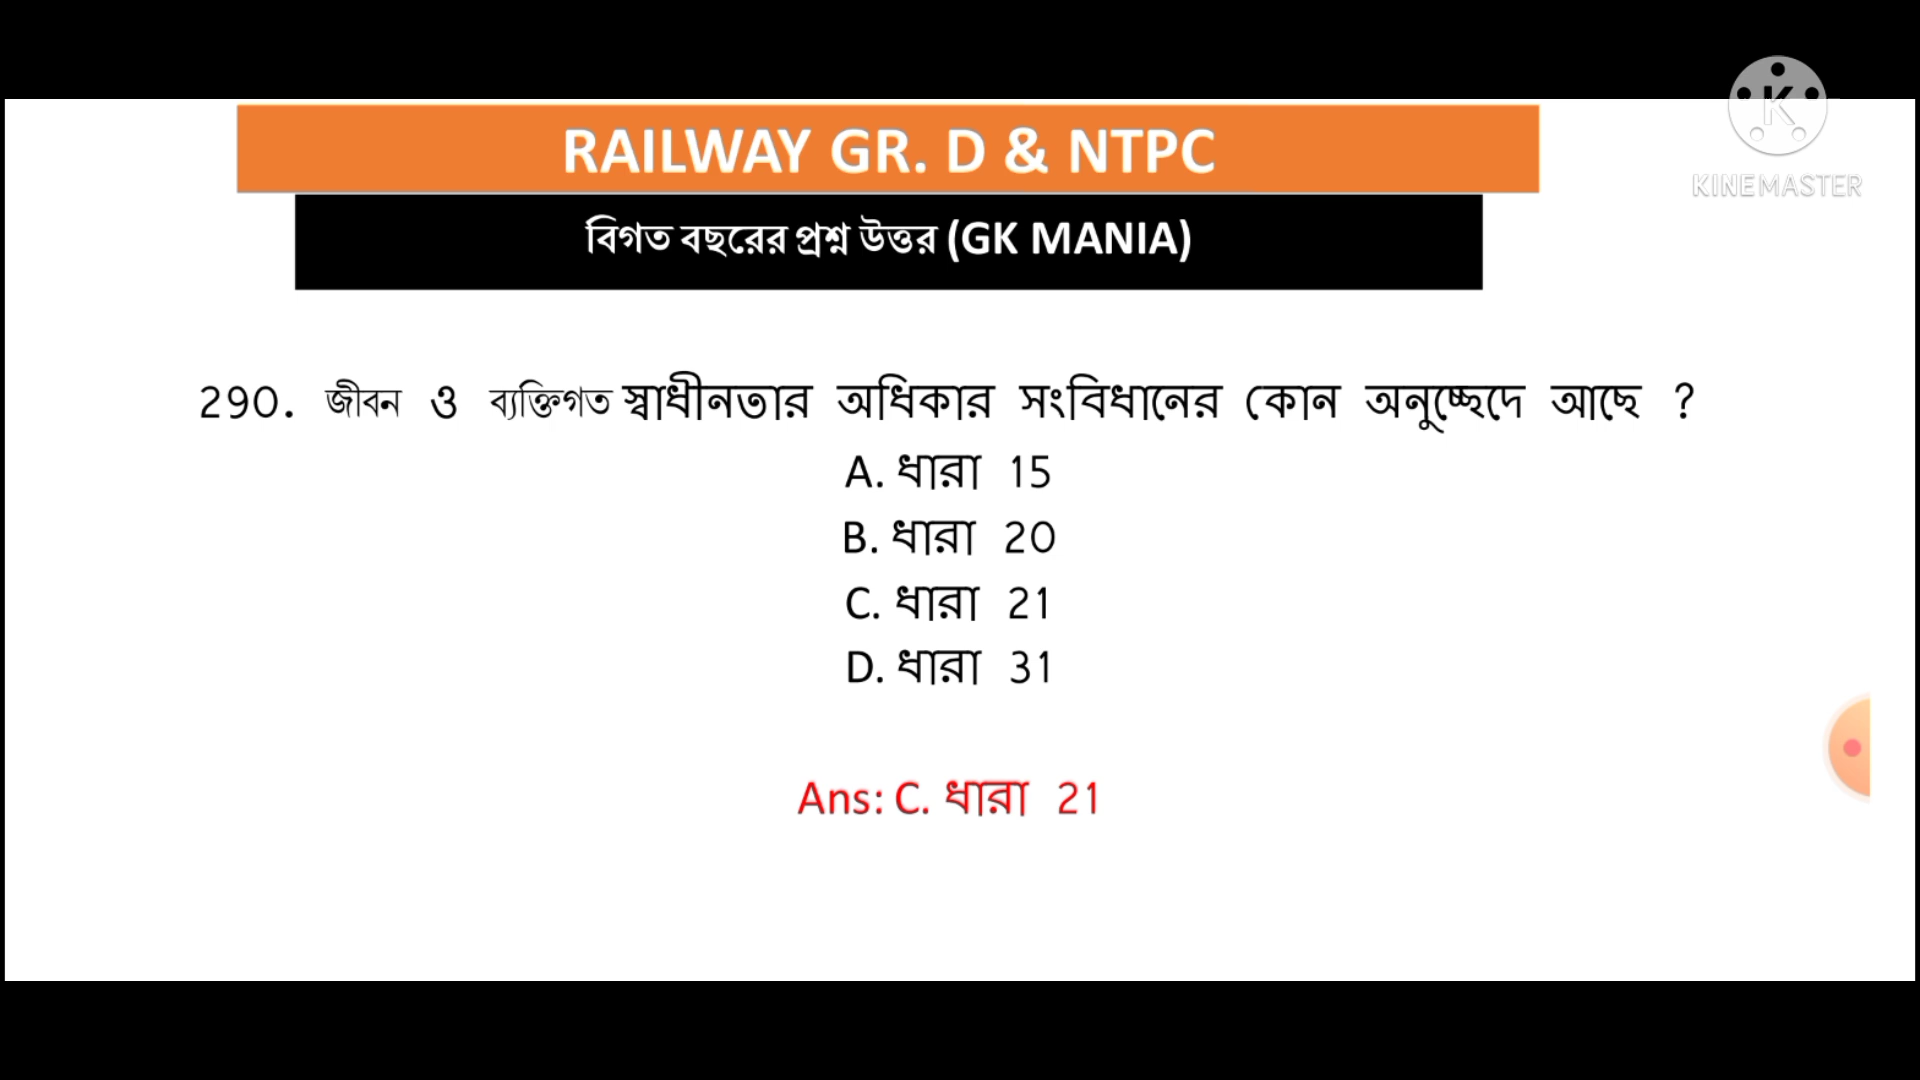 KINEMASTER
RAILWAY GR. D & NTPC
বিগত বছরের প্রশ্ন উত্তর (GK MANIA)
290. জীবন ও ব্যক্তিগত স্বাধীনতার অধিকার সংবিধানের কোন অনুচ্ছেদে আছে ?
A. ধারা 15
B. ধারা 20
C. ধারা 21
D. ধারা 31
Ans: C. ধারা 21